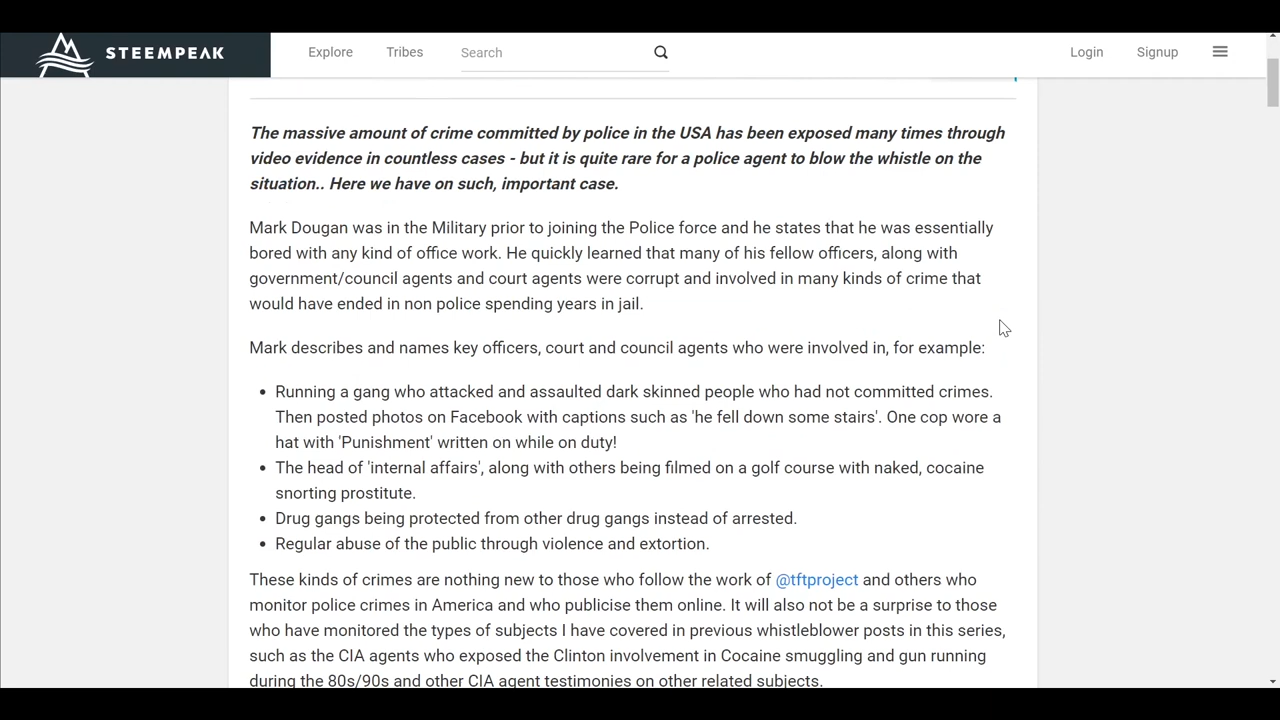 STEEMPEAK Explore Tribes Search Login Signup
The massive amount of crime committed by police in the USA has been exposed many times through
video evidence in countless cases - but it is quite rare for a police agent to blow the whistle on the
situation.. Here we have on such, important case.
Mark Dougan was in the Military prior to joining the Police force and he states that he was essentially
bored with any kind of office work. He quickly learned that many of his fellow officers, along with
government/council agents and court agents were corrupt and involved in many kinds of crime that
would have ended in non police spending years in jail.
Mark describes and names key officers, court and council agents who were involved in, for example:
• Running a gang who attacked and assaulted dark skinned people who had not committed crimes.
Then posted photos on Facebook with captions such as 'he fell down some stairs'. One cop wore a
hat with 'Punishment' written on while on duty!
• The head of 'internal affairs', along with others being filmed on a golf course with naked, cocaine
snorting prostitute.
• Drug gangs being protected from other drug gangs instead of arrested.
• Regular abuse of the public through violence and extortion.
These kinds of crimes are nothing new to those who follow the work of @tftproject and others who
monitor police crimes in America and who publicise them online. It will also not be a surprise to those
who have monitored the types of subjects I have covered in previous whistleblower posts in this series,
such as the CIA agents who exposed the Clinton involvement in Cocaine smuggling and gun running
during the 80s/90s and other CIA agent testimonies on other related subjects.